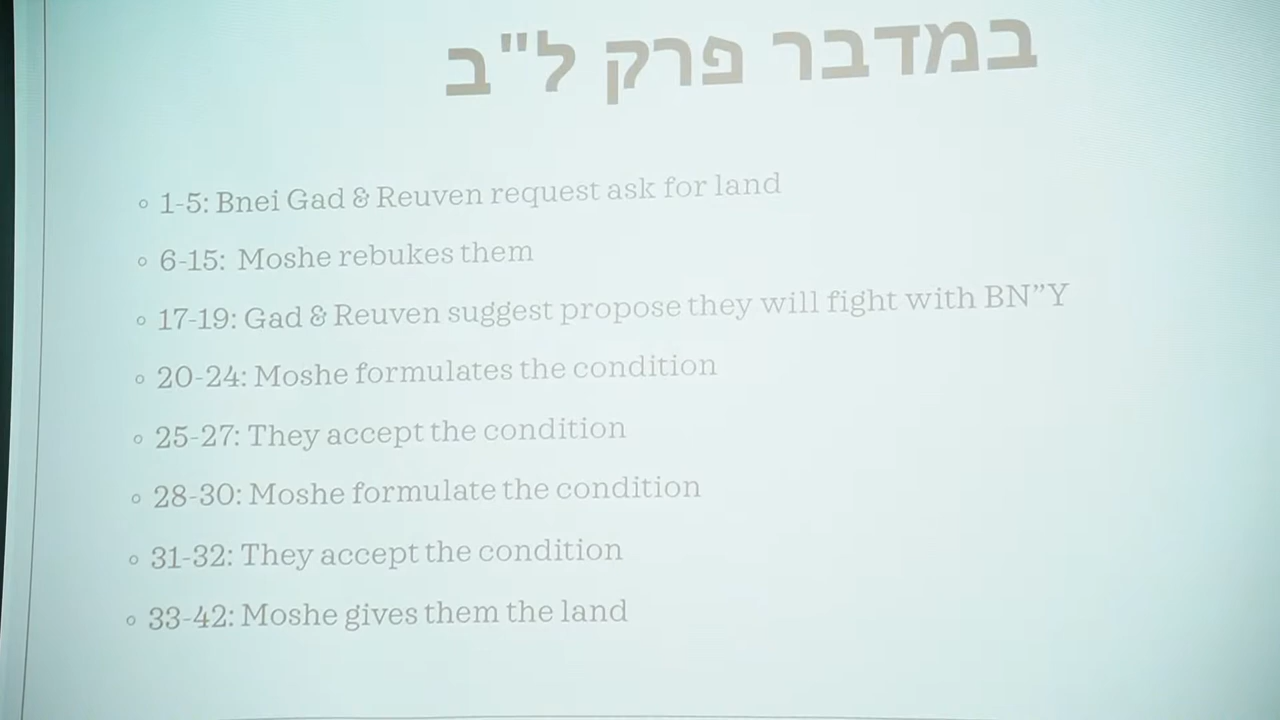 במדבר פרק ל"ב
◦ 1-5: Bnei Gad & Reuven request ask for land
◦ 6-15: Moshe rebukes them
◦ 17-19: Gad & Reuven suggest propose they will fight with BN”Y
◦ 20-24: Moshe formulates the condition
◦ 25-27: They accept the condition
◦ 28-30: Moshe formulate the condition
◦ 31-32: They accept the condition
◦ 33-42: Moshe gives them the land